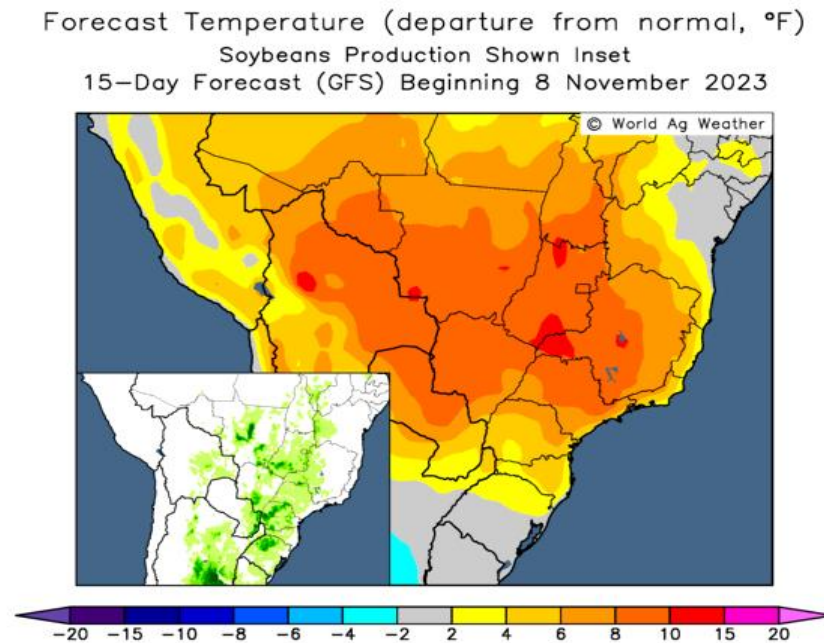 Forecast Temperature (departure from normal, °F)
Soybeans Production Shown Inset
15-Day Forecast (GFS) Beginning 8 November 2023
© World Ag Weather
-20 -15 -10 -8 -6 -4 -2 2 4 6 8 10 15 20